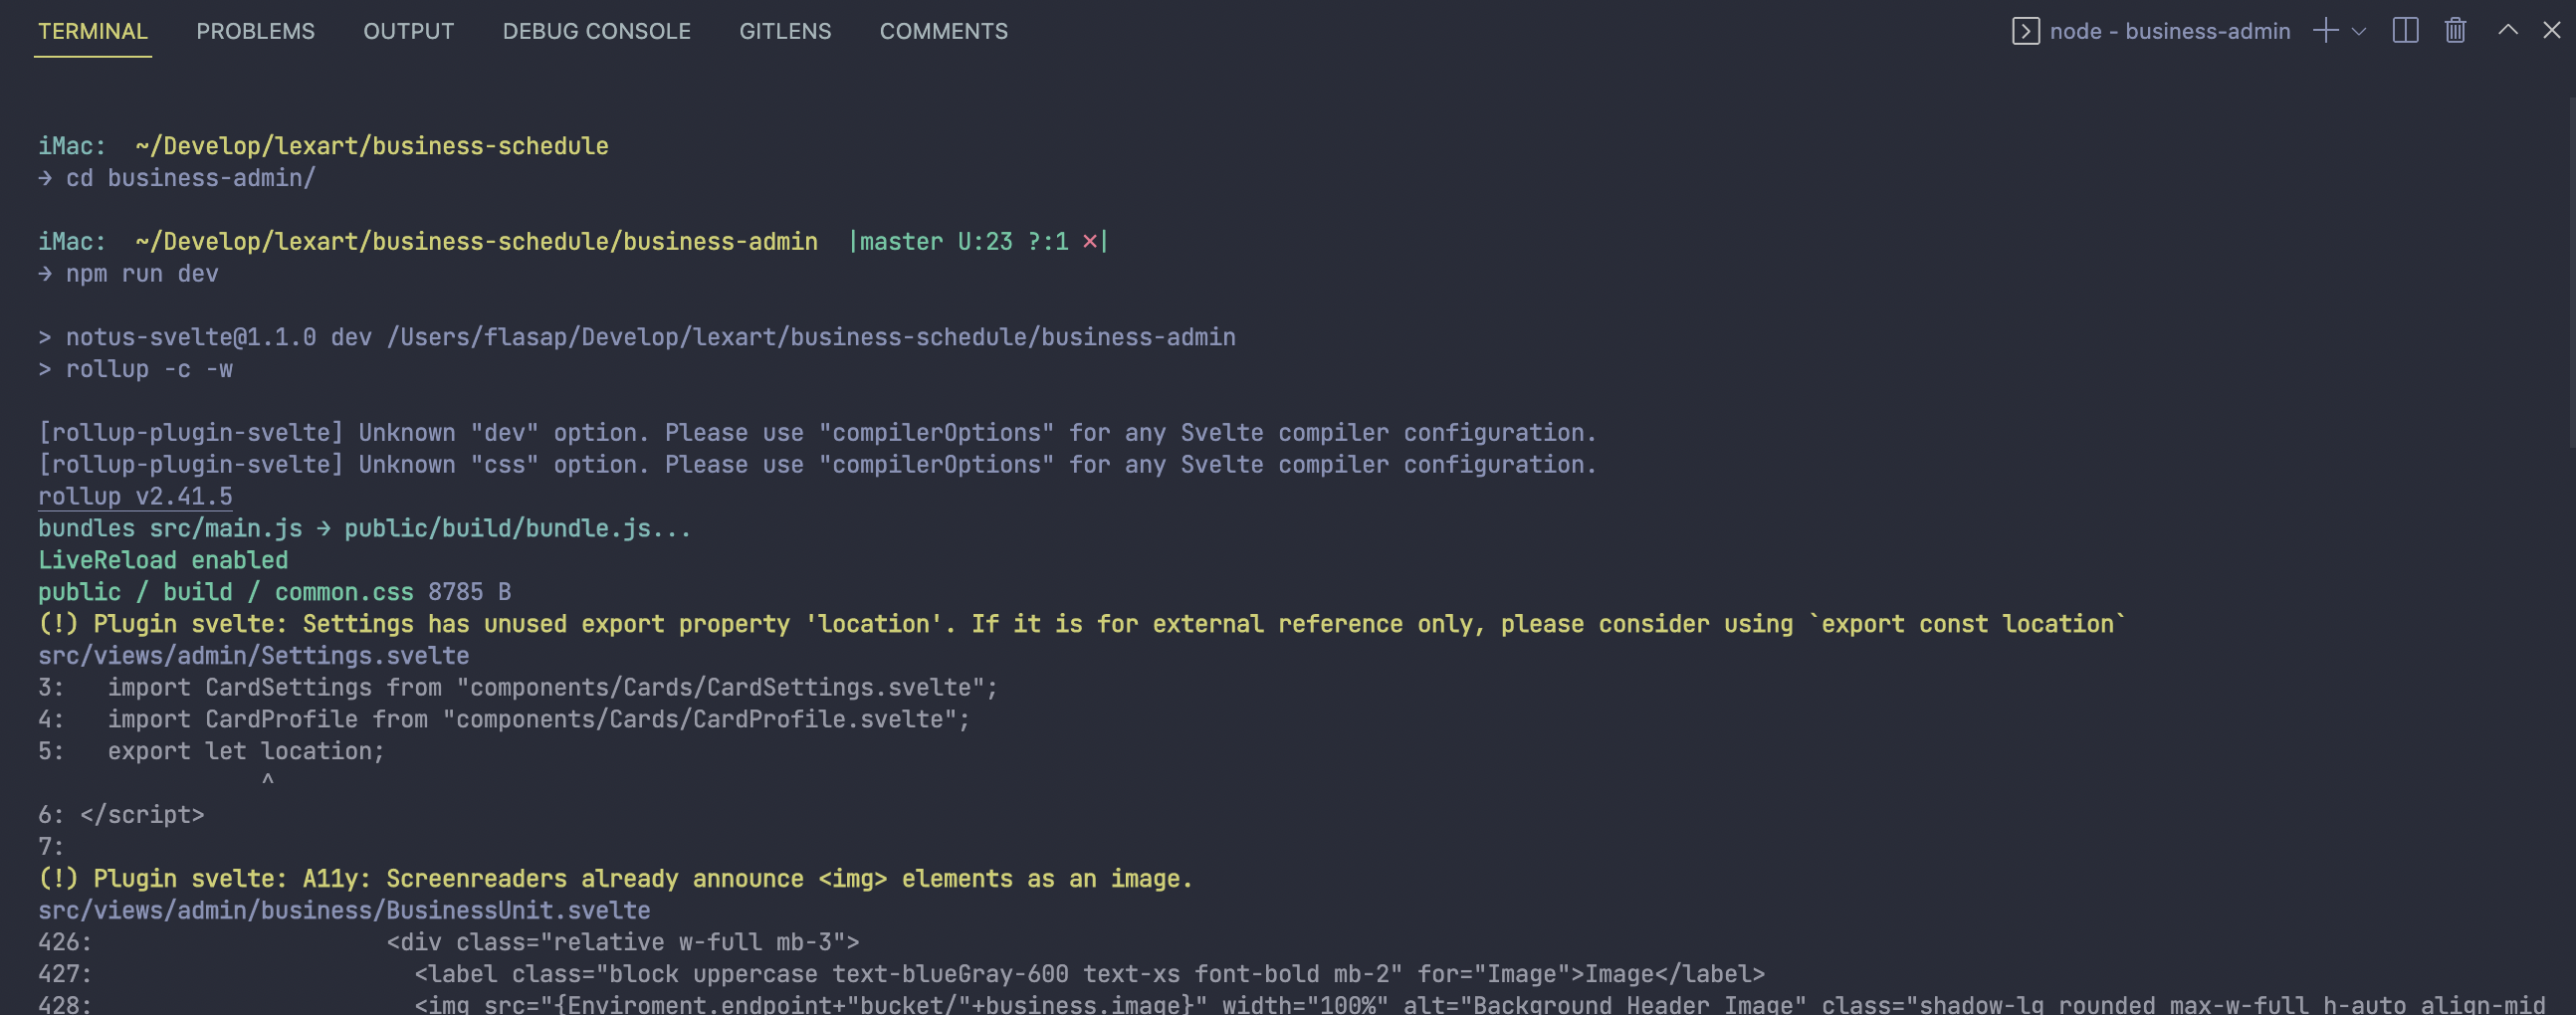 TERMINAL PROBLEMS OUTPUT DEBUG CONSOLE GITLENS COMMENTS node - business-admin
iMac: ~/Develop/lexart/business-schedule
→ cd business-admin/
iMac: ~/Develop/lexart/business-schedule/business-admin |master U:23 ?:1 ✕|
→ npm run dev
> notus-svelte@1.1.0 dev /Users/flasap/Develop/lexart/business-schedule/business-admin
> rollup -c -w
[rollup-plugin-svelte] Unknown "dev" option. Please use "compilerOptions" for any Svelte compiler configuration.
[rollup-plugin-svelte] Unknown "css" option. Please use "compilerOptions" for any Svelte compiler configuration.
rollup v2.41.5
bundles src/main.js → public/build/bundle.js...
LiveReload enabled
public / build / common.css 8785 B
(!) Plugin svelte: Settings has unused export property 'location'. If it is for external reference only, please consider using `export const location`
src/views/admin/Settings.svelte
3:   import CardSettings from "components/Cards/CardSettings.svelte";
4:   import CardProfile from "components/Cards/CardProfile.svelte";
5:   export let location;
                ^
6: </script>
7:
(!) Plugin svelte: A11y: Screenreaders already announce <img> elements as an image.
src/views/admin/business/BusinessUnit.svelte
426:                     <div class="relative w-full mb-3">
427:                       <label class="block uppercase text-blueGray-600 text-xs font-bold mb-2" for="Image">Image</label>
428:                       <img src="{Enviroment.endpoint+"bucket/"+business.image}" width="100%" alt="Background Header Image" class="shadow-lg rounded max-w-full h-auto align-mid